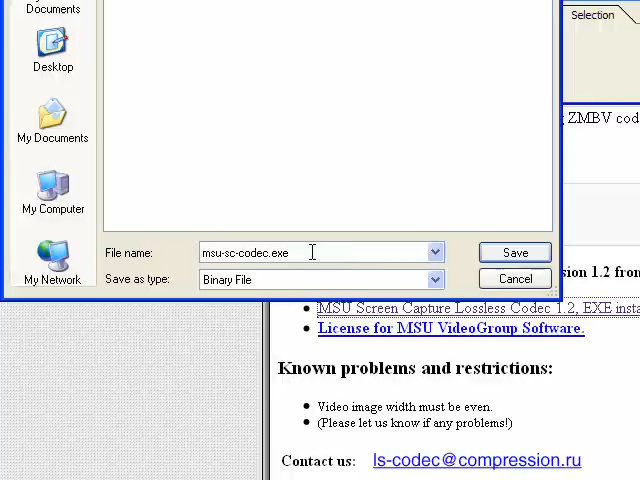 Documents
Selection
Desktop
ZMBV cod
My Documents
My Computer
File name: msu-sc-codec.exe Save
sion 1.2 from
My Network Save as type: Binary File Cancel
MSU Screen Capture Lossless Codec 1.2, EXE insta
License for MSU VideoGroup Software.
Known problems and restrictions:
Video image width must be even.
(Please let us know if any problems!)
Contact us: ls-codec@compression.ru